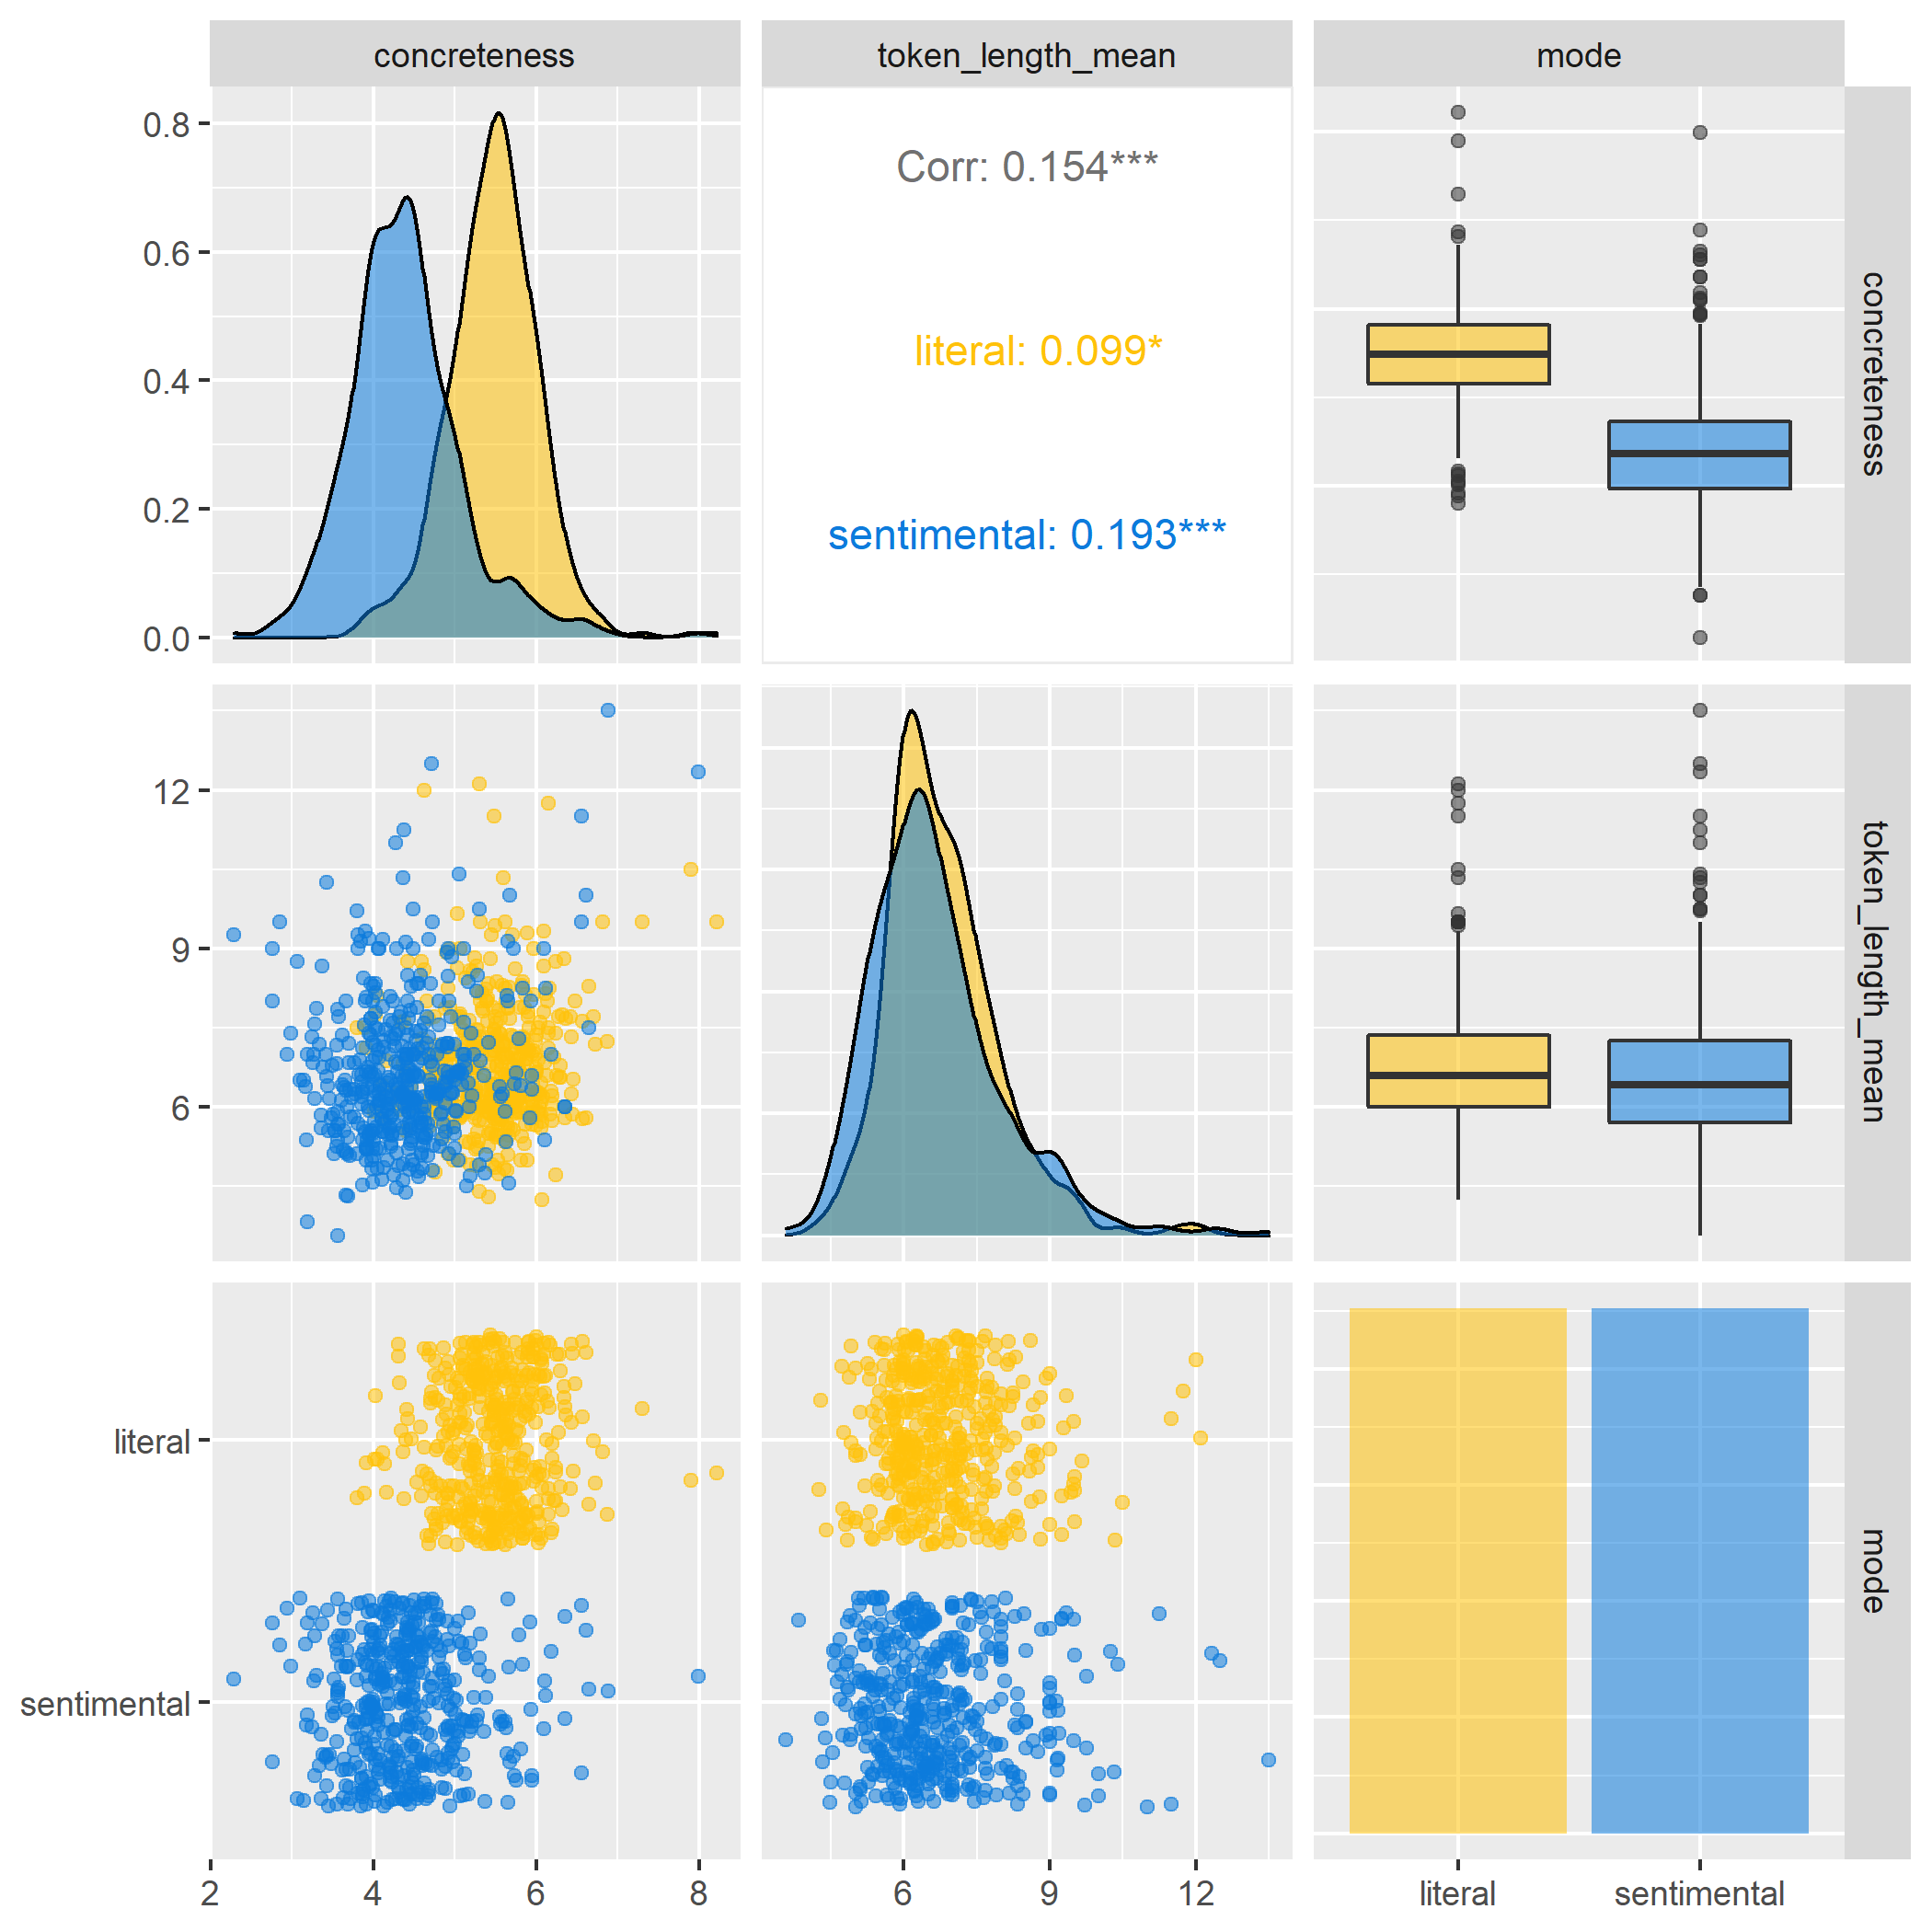 concreteness
token_length_mean
mode
0.8
0.6
0.4
0.2
0.0
Corr: 0.154***
literal: 0.099*
sentimental: 0.193***
concreteness
12
9
6
token_length_mean
literal
sentimental
mode
2 4 6 8
6 9 12
literal sentimental